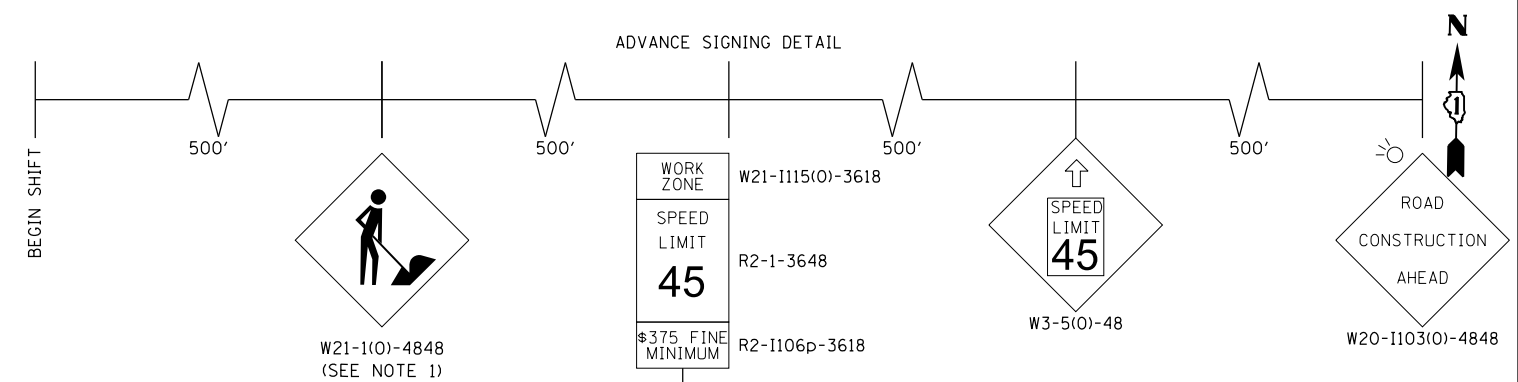 ADVANCE SIGNING DETAIL
N
1
500'
500'
500'
500'
BEGIN SHIFT
WORK
ZONE
W21-I115(O)-3618
SPEED
LIMIT
45
R2-1-3648
$375 FINE
MINIMUM
R2-I106p-3618
W21-1(O)-4848
(SEE NOTE 1)
SPEED
LIMIT
45
W3-5(O)-48
ROAD
CONSTRUCTION
AHEAD
W20-I103(O)-4848